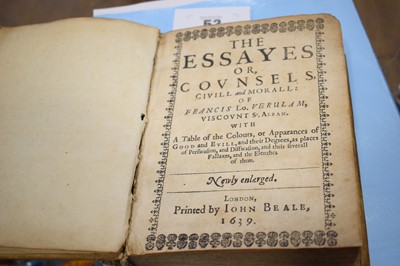 53
THE
ESSAYES
OR,
COVNSELS,
CIVILL and MORALL:
OF
FRANCIS Lo. VERULAM,
VISCOVNT St. ALBAN.
WITH
A Table of the Colours, or Apparances of
GOOD and EVILL, and their Degrees, as places
of Perswasion, and Disswasion, and their severall
Fallaxes, and the Elenches
of them.
Newly enlarged.
LONDON,
Printed by IOHN BEALE,
1639.